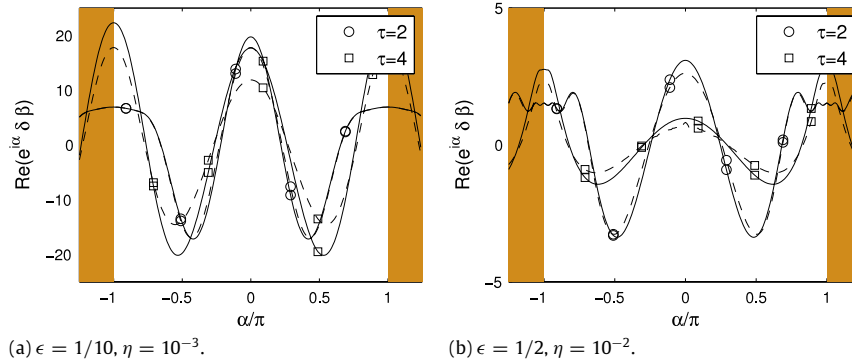 20
10
0
−10
−20
Re(e^{iα} δ β)
−1
−0.5
0
0.5
1
α/π
τ=2
τ=4
(a) ϵ = 1/10, η = 10^{−3}.
5
0
−5
Re(e^{iα} δ β)
−1
−0.5
0
0.5
1
α/π
τ=2
τ=4
(b) ϵ = 1/2, η = 10^{−2}.